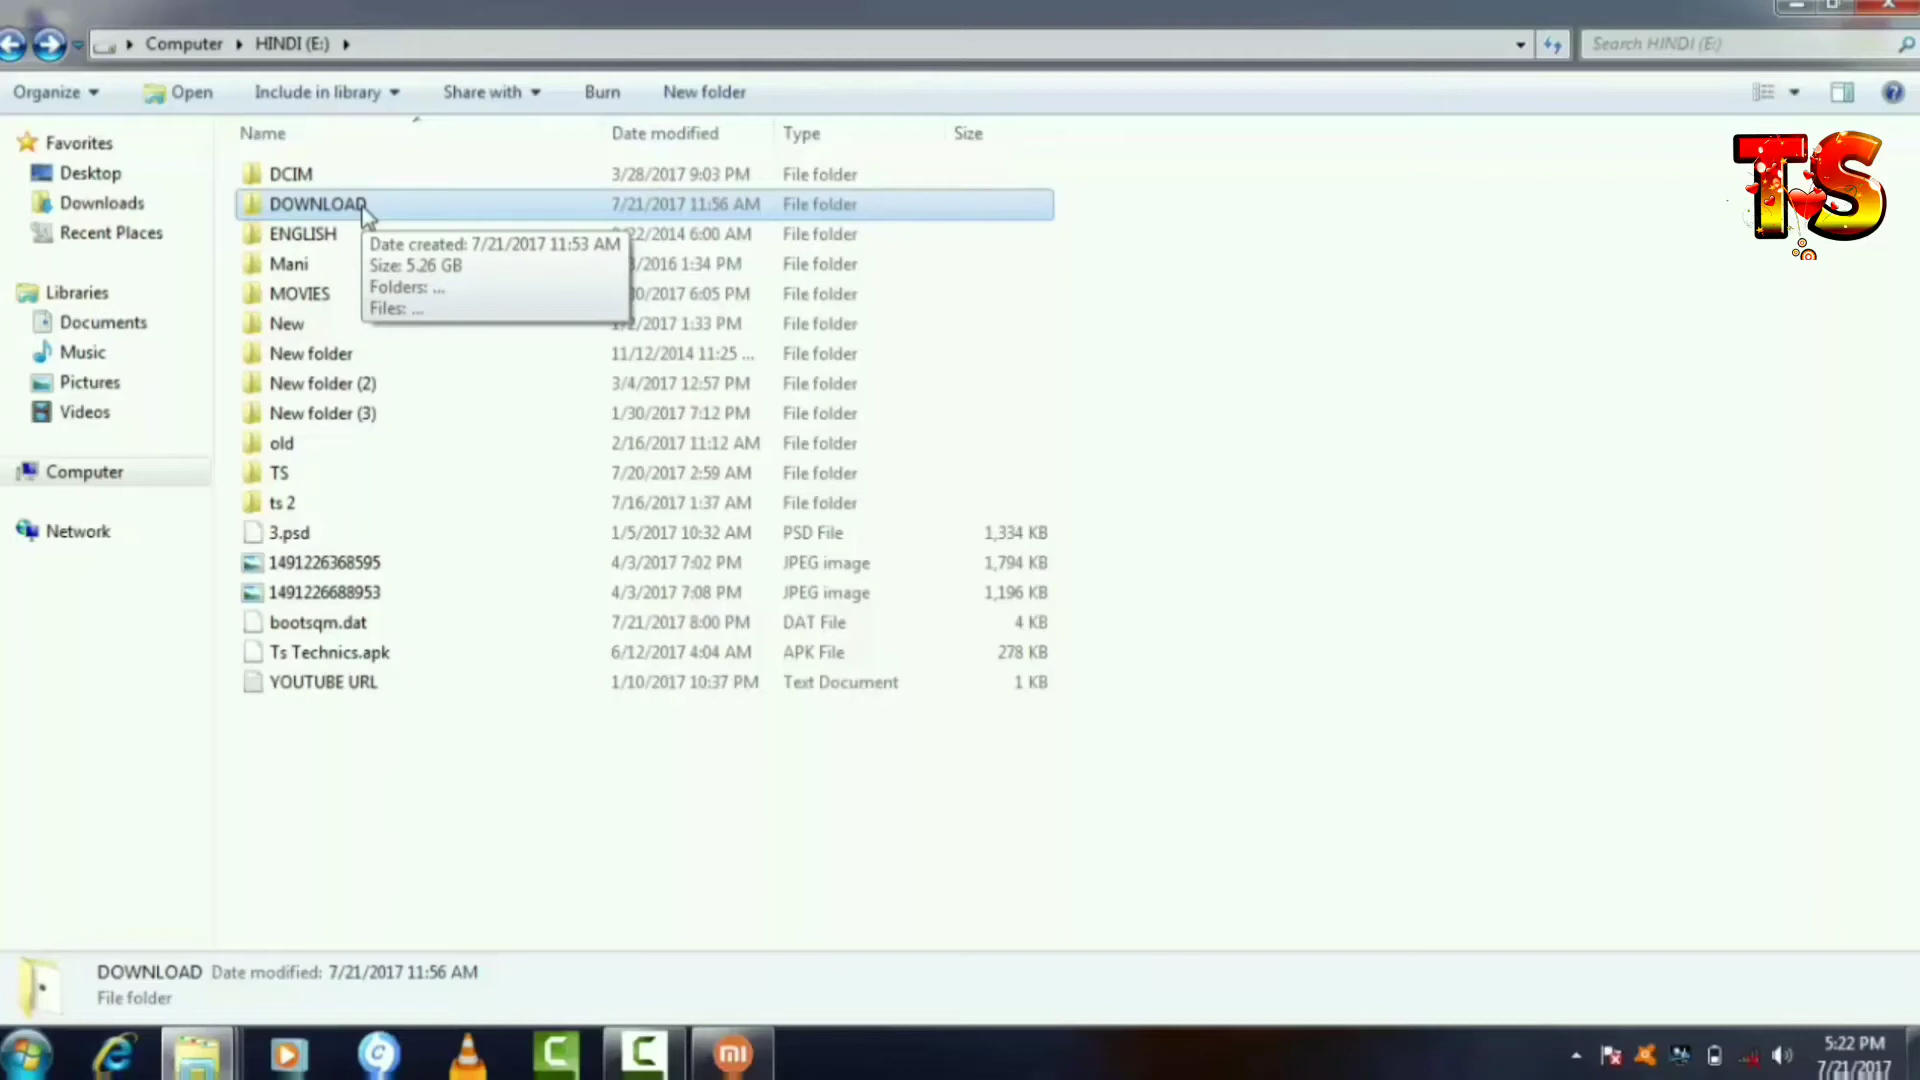 Computer HINDI (E:) Search HINDI (E:)
Organize Open Include in library Share with Burn New folder
Name Date modified Type Size
Favorites
Desktop
Downloads
Recent Places
Libraries
Documents
Music
Pictures
Videos
Computer
Network
DCIM 3/28/2017 9:03 PM File folder
DOWNLOAD 7/21/2017 11:56 AM File folder
ENGLISH /22/2014 6:00 AM File folder
Mani /2016 1:34 PM File folder
MOVIES /2017 6:05 PM File folder
New /2017 1:33 PM File folder
New folder 11/12/2014 11:25 ... File folder
New folder (2) 3/4/2017 12:57 PM File folder
New folder (3) 1/30/2017 7:12 PM File folder
old 2/16/2017 11:12 AM File folder
TS 7/20/2017 2:59 AM File folder
ts 2 7/16/2017 1:37 AM File folder
3.psd 1/5/2017 10:32 AM PSD File 1,334 KB
1491226368595 4/3/2017 7:02 PM JPEG image 1,794 KB
1491226688953 4/3/2017 7:08 PM JPEG image 1,196 KB
bootsqm.dat 7/21/2017 8:00 PM DAT File 4 KB
Ts Technics.apk 6/12/2017 4:04 AM APK File 278 KB
YOUTUBE URL 1/10/2017 10:37 PM Text Document 1 KB
Date created: 7/21/2017 11:53 AM
Size: 5.26 GB
Folders: ...
Files: ...
TS
DOWNLOAD Date modified: 7/21/2017 11:56 AM
File folder
mi
5:22 PM
7/21/2017